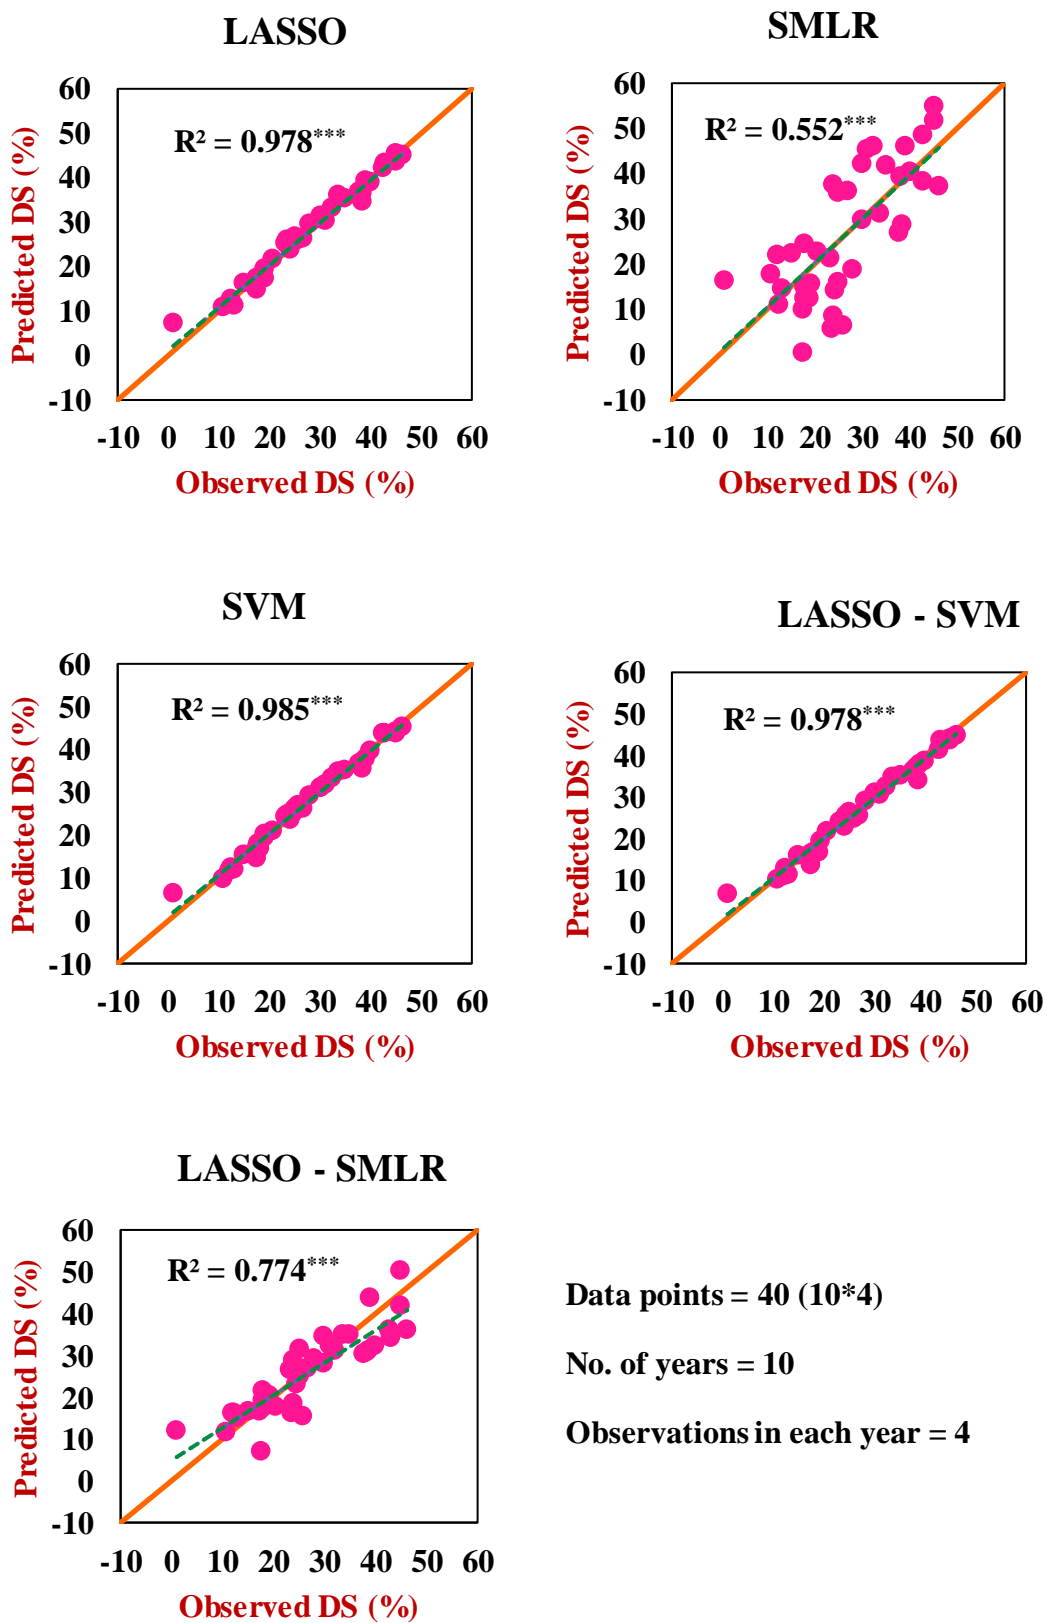 LASSO
SMLR
60
50
40
30
20
10
0
-10
Predicted DS (%)
R² = 0.978***
-10 0 10 20 30 40 50 60
Observed DS (%)
60
50
40
30
20
10
0
-10
Predicted DS (%)
R² = 0.552***
-10 0 10 20 30 40 50 60
Observed DS (%)
SVM
LASSO - SVM
60
50
40
30
20
10
0
-10
Predicted DS (%)
R² = 0.985***
-10 0 10 20 30 40 50 60
Observed DS (%)
60
50
40
30
20
10
0
-10
Predicted DS (%)
R² = 0.978***
-10 0 10 20 30 40 50 60
Observed DS (%)
LASSO - SMLR
60
50
40
30
20
10
0
-10
Predicted DS (%)
R² = 0.774***
-10 0 10 20 30 40 50 60
Observed DS (%)
Data points = 40 (10*4)
No. of years = 10
Observations in each year = 4